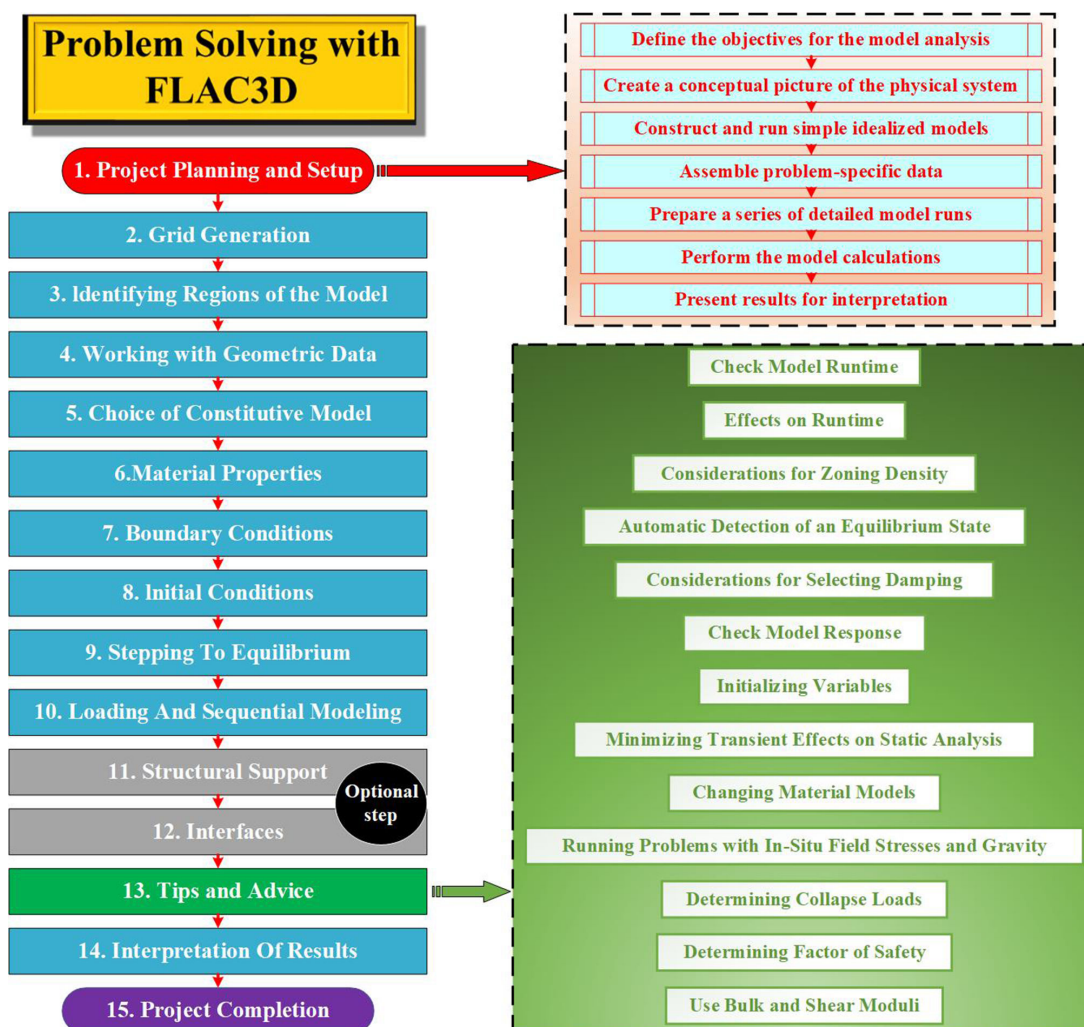 Problem Solving with
FLAC3D
1. Project Planning and Setup
2. Grid Generation
3. Identifying Regions of the Model
4. Working with Geometric Data
5. Choice of Constitutive Model
6.Material Properties
7. Boundary Conditions
8. Initial Conditions
9. Stepping To Equilibrium
10. Loading And Sequential Modeling
11. Structural Support
12. Interfaces
Optional
step
13. Tips and Advice
14. Interpretation Of Results
15. Project Completion
Define the objectives for the model analysis
Create a conceptual picture of the physical system
Construct and run simple idealized models
Assemble problem-specific data
Prepare a series of detailed model runs
Perform the model calculations
Present results for interpretation
Check Model Runtime
Effects on Runtime
Considerations for Zoning Density
Automatic Detection of an Equilibrium State
Considerations for Selecting Damping
Check Model Response
Initializing Variables
Minimizing Transient Effects on Static Analysis
Changing Material Models
Running Problems with In-Situ Field Stresses and Gravity
Determining Collapse Loads
Determining Factor of Safety
Use Bulk and Shear Moduli